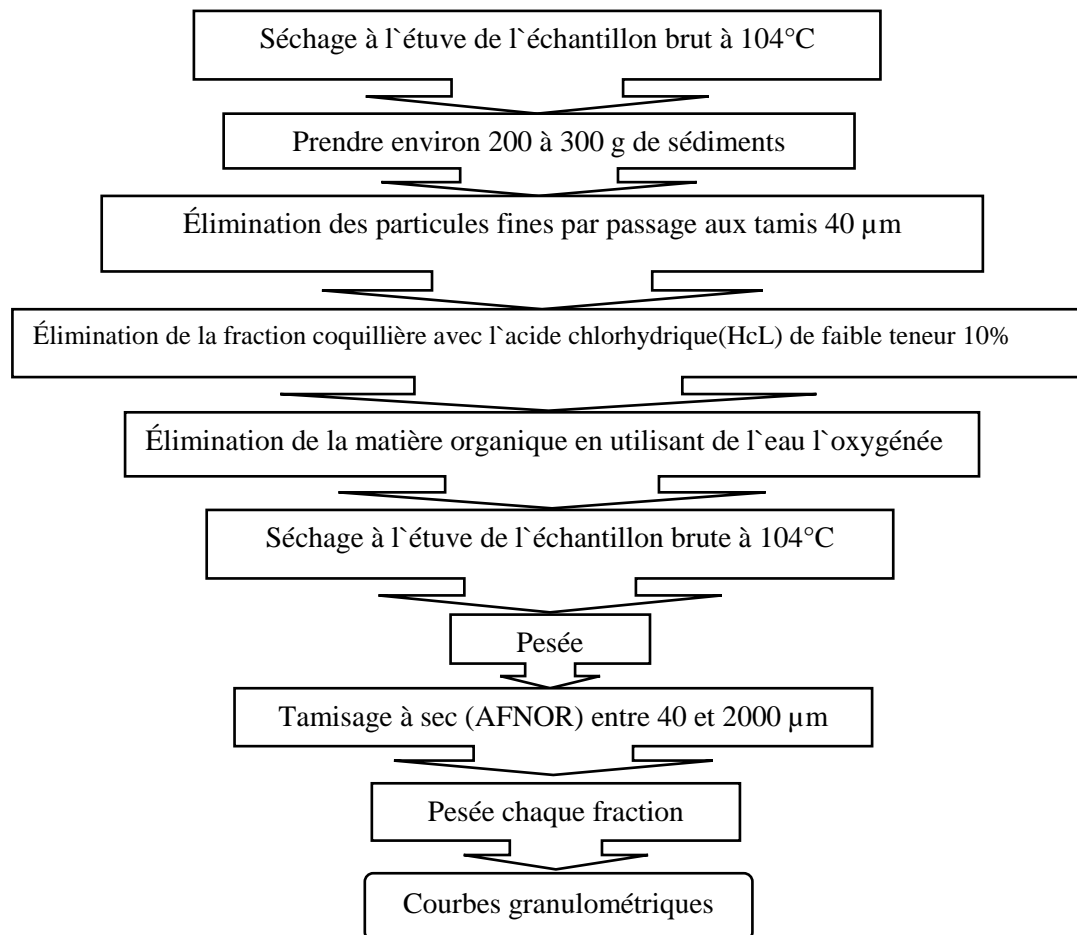 Séchage à l`étuve de l`échantillon brut à 104°C
Prendre environ 200 à 300 g de sédiments
Élimination des particules fines par passage aux tamis 40 µm
Élimination de la fraction coquillière avec l`acide chlorhydrique(HcL) de faible teneur 10%
Élimination de la matière organique en utilisant de l`eau l`oxygénée
Séchage à l`étuve de l`échantillon brute à 104°C
Pesée
Tamisage à sec (AFNOR) entre 40 et 2000 µm
Pesée chaque fraction
Courbes granulométriques